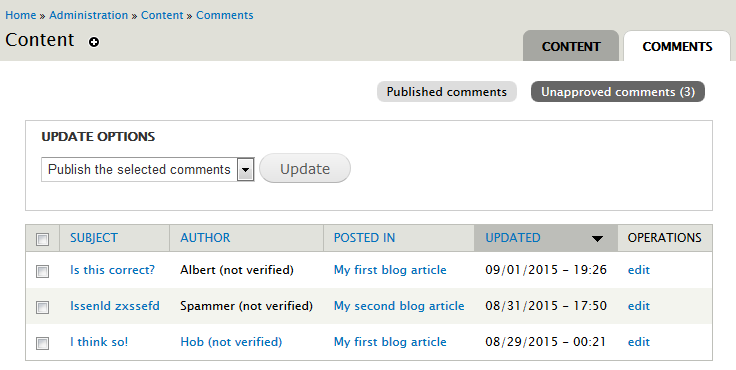 Home » Administration » Content » Comments
Content
CONTENT COMMENTS
Published comments Unapproved comments (3)
UPDATE OPTIONS
Publish the selected comments Update
SUBJECT AUTHOR POSTED IN UPDATED OPERATIONS
Is this correct? Albert (not verified) My first blog article 09/01/2015 - 19:26 edit
Issenld zxssefd Spammer (not verified) My second blog article 08/31/2015 - 17:50 edit
I think so! Hob (not verified) My first blog article 08/29/2015 - 00:21 edit